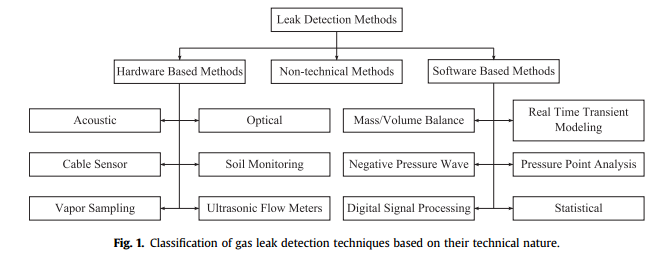 Leak Detection Methods
Hardware Based Methods
Non-technical Methods
Software Based Methods
Acoustic
Optical
Mass/Volume Balance
Real Time Transient
Modeling
Cable Sensor
Soil Monitoring
Negative Pressure Wave
Pressure Point Analysis
Vapor Sampling
Ultrasonic Flow Meters
Digital Signal Processing
Statistical
Fig. 1. Classification of gas leak detection techniques based on their technical nature.